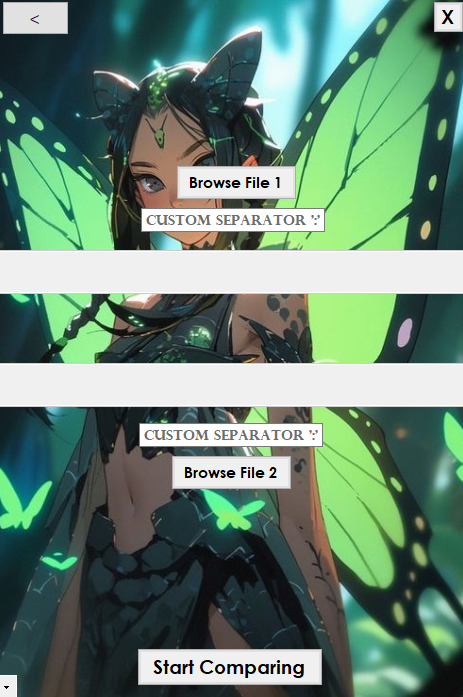 <
X
Browse File 1
CUSTOM SEPARATOR ':'
CUSTOM SEPARATOR ':'
Browse File 2
Start Comparing